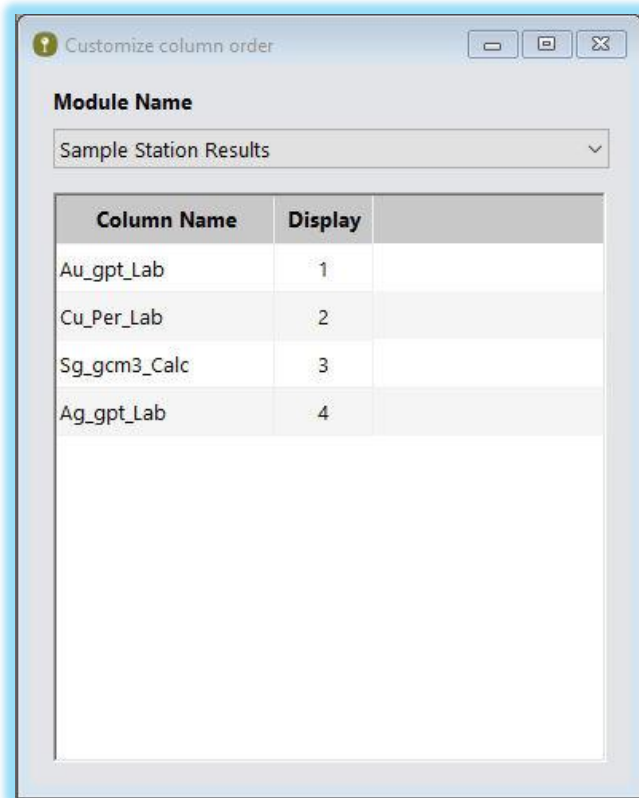 Customize column order
Module Name
Sample Station Results
Column Name Display
Au_gpt_Lab 1
Cu_Per_Lab 2
Sg_gcm3_Calc 3
Ag_gpt_Lab 4